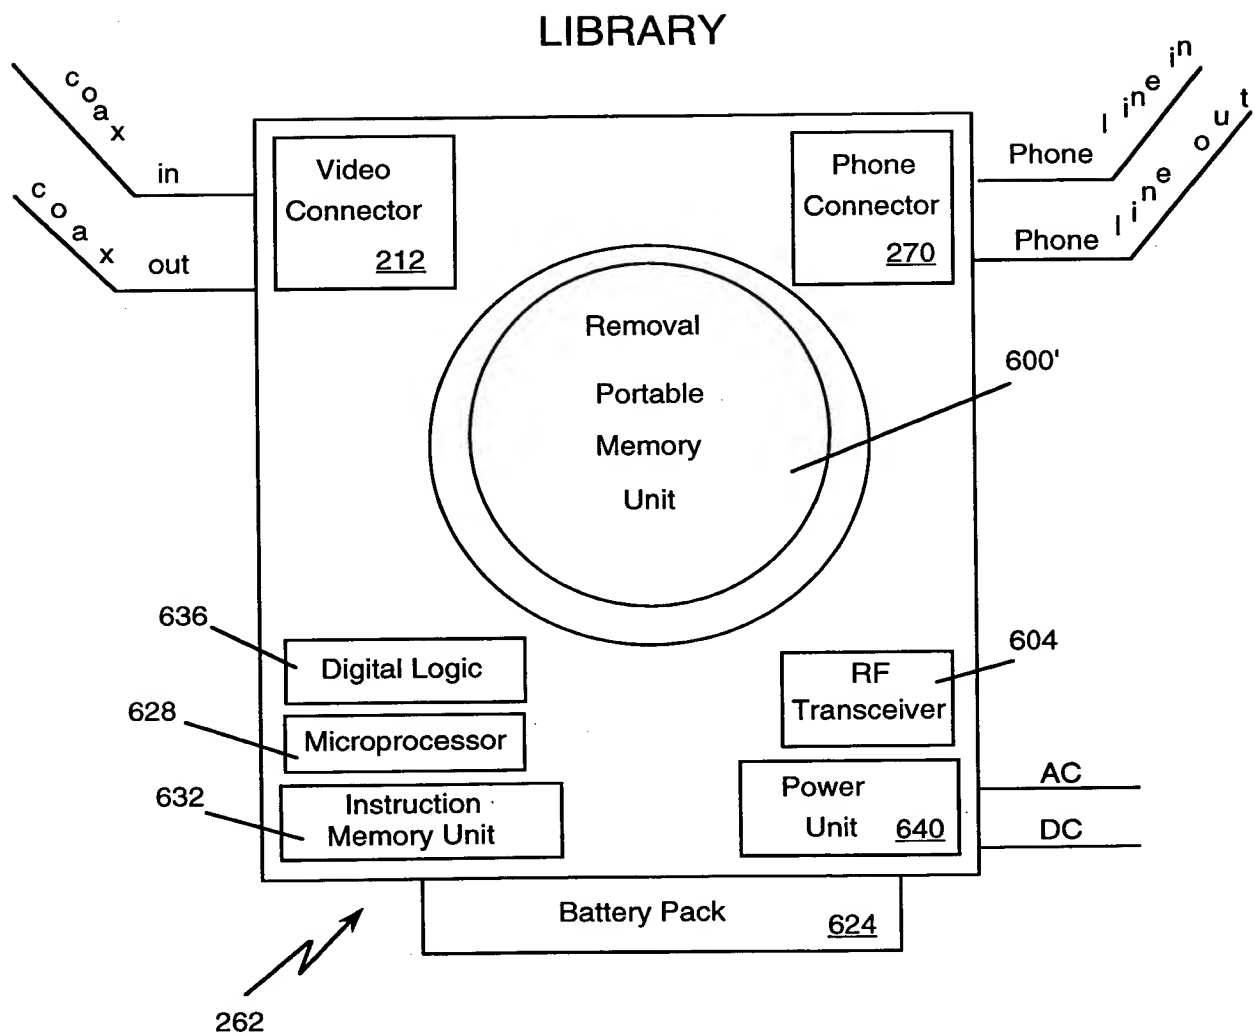 LIBRARY
coax in
coax out
Video
Connector
212
Phone
Connector
270
Phone line in
Phone line out
Removal
Portable
Memory
Unit
600'
636
Digital Logic
628
Microprocessor
632
Instruction
Memory Unit
RF
Transceiver
604
Power
Unit 640
AC
DC
Battery Pack 624
262